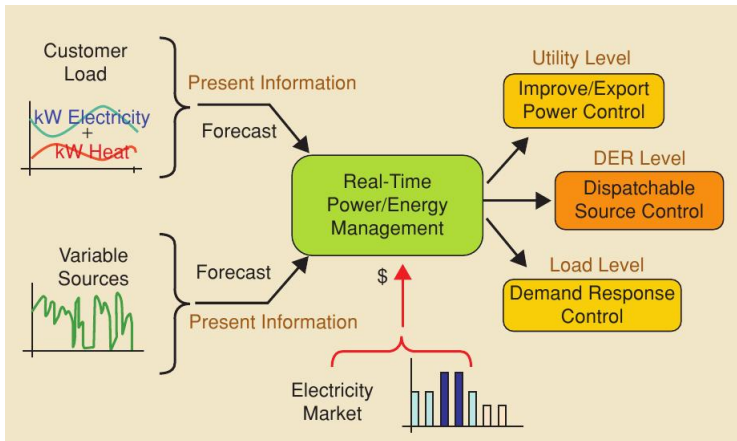 Customer
Load
kW Electricity
+
kW Heat
Present Information
Forecast
Variable
Sources
Forecast
Present Information
Real-Time
Power/Energy
Management
$
Electricity
Market
Utility Level
Improve/Export
Power Control
DER Level
Dispatchable
Source Control
Load Level
Demand Response
Control